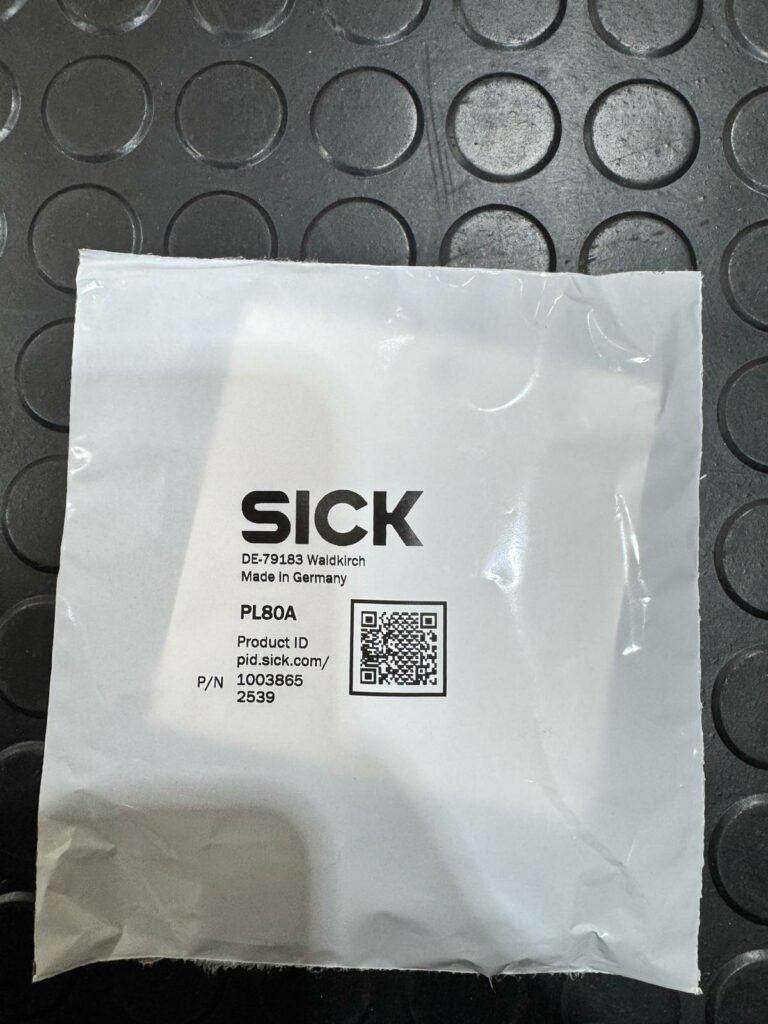 SICK
DE-79183 Waldkirch
Made in Germany
PL80A
Product ID
pid.sick.com/
P/N 1003865
2539